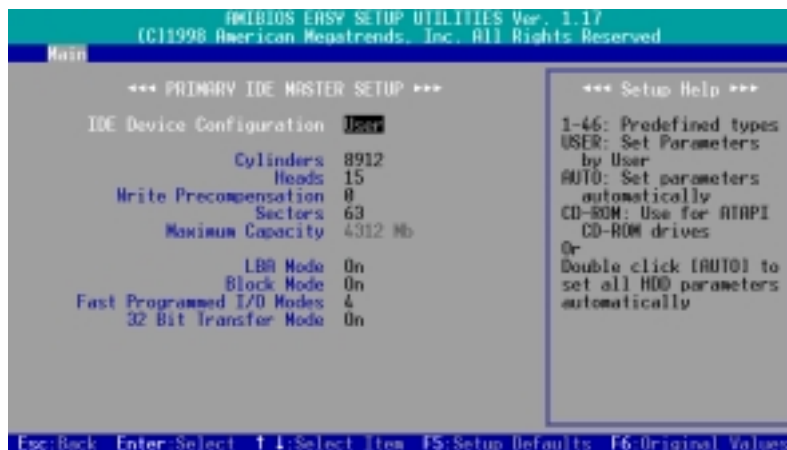 AMIBIOS EASY SETUP UTILITIES Ver. 1.17
(C)1998 American Megatrends, Inc. All Rights Reserved
Main
◄◄◄ PRIMARY IDE MASTER SETUP ►►►
IDE Device Configuration User
Cylinders 8912
Heads 15
Write Precompensation 0
Sectors 63
Maximum Capacity 4312 Mb
LBA Mode On
Block Mode On
Fast Programmed I/O Modes 4
32 Bit Transfer Mode On
◄◄◄ Setup Help ►►►
1-46: Predefined types
USER: Set Parameters
by User
AUTO: Set parameters
automatically
CD-ROM: Use for ATAPI
CD-ROM drives
Or
Double click [AUTO] to
set all HDD parameters
automatically
Esc:Back Enter:Select ↑↓:Select Item F5:Setup Defaults F6:Original Values